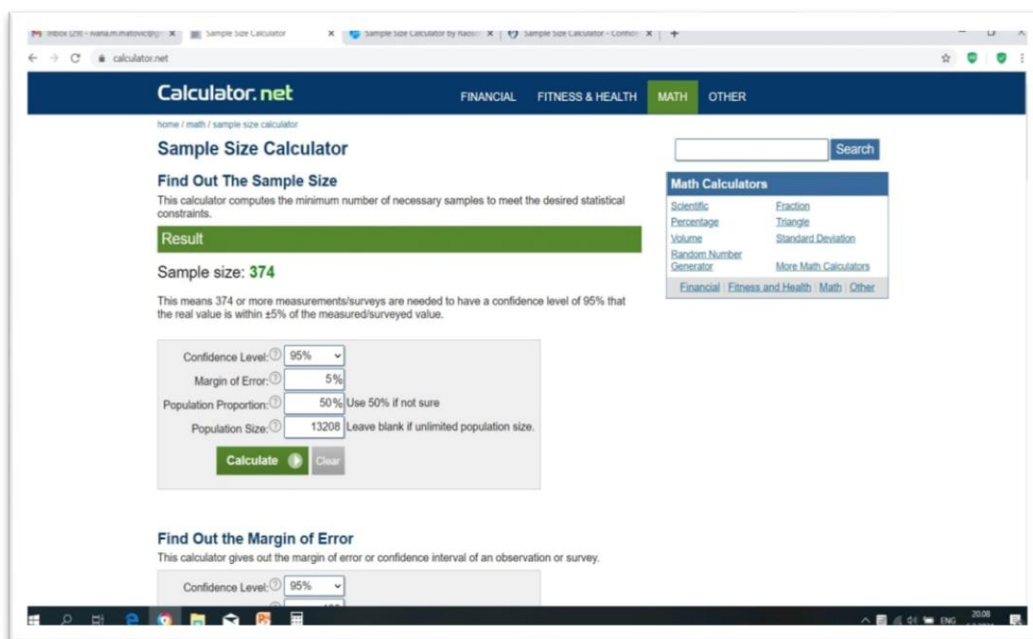 Sample Size Calculator
Sample Size Calculator by Raoso
Sample Size Calculator - Confide
calculator.net
Calculator.net
FINANCIAL
FITNESS & HEALTH
MATH
OTHER
home / math / sample size calculator
Sample Size Calculator
Search
Find Out The Sample Size
This calculator computes the minimum number of necessary samples to meet the desired statistical
constraints.
Result
Sample size: 374
This means 374 or more measurements/surveys are needed to have a confidence level of 95% that
the real value is within ±5% of the measured/surveyed value.
Math Calculators
Scientific
Fraction
Percentage
Triangle
Volume
Standard Deviation
Random Number
Generator
More Math Calculators
Financial | Fitness and Health | Math | Other
Confidence Level: 95%
Margin of Error: 5%
Population Proportion: 50% Use 50% if not sure
Population Size: 13208 Leave blank if unlimited population size.
Calculate
Clear
Find Out the Margin of Error
This calculator gives out the margin of error or confidence interval of an observation or survey.
Confidence Level: 95%
ENG
20:08